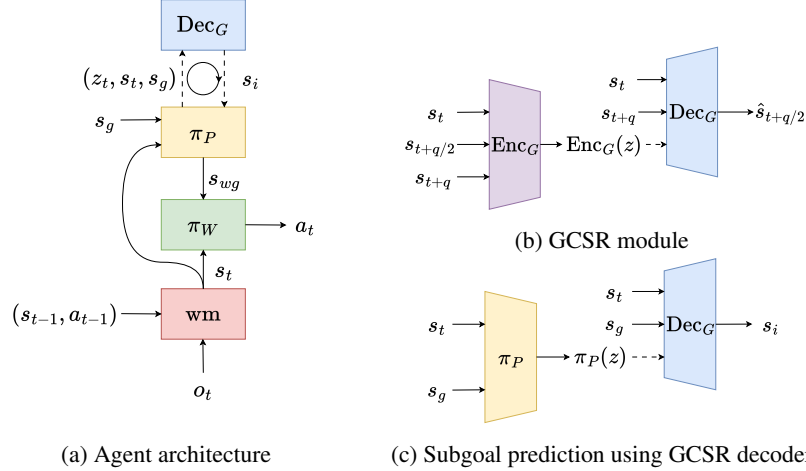 Dec_G
(z_t, s_t, s_g)
s_i
s_g
π_P
s_wg
π_W
a_t
s_t
(s_{t−1}, a_{t−1})
wm
o_t
(a) Agent architecture
s_t
s_{t+q/2}
s_{t+q}
Enc_G
Enc_G(z)
s_t
s_{t+q}
Dec_G
ŝ_{t+q/2}
(b) GCSR module
s_t
s_g
π_P
π_P(z)
s_t
s_g
Dec_G
s_i
(c) Subgoal prediction using GCSR decoder